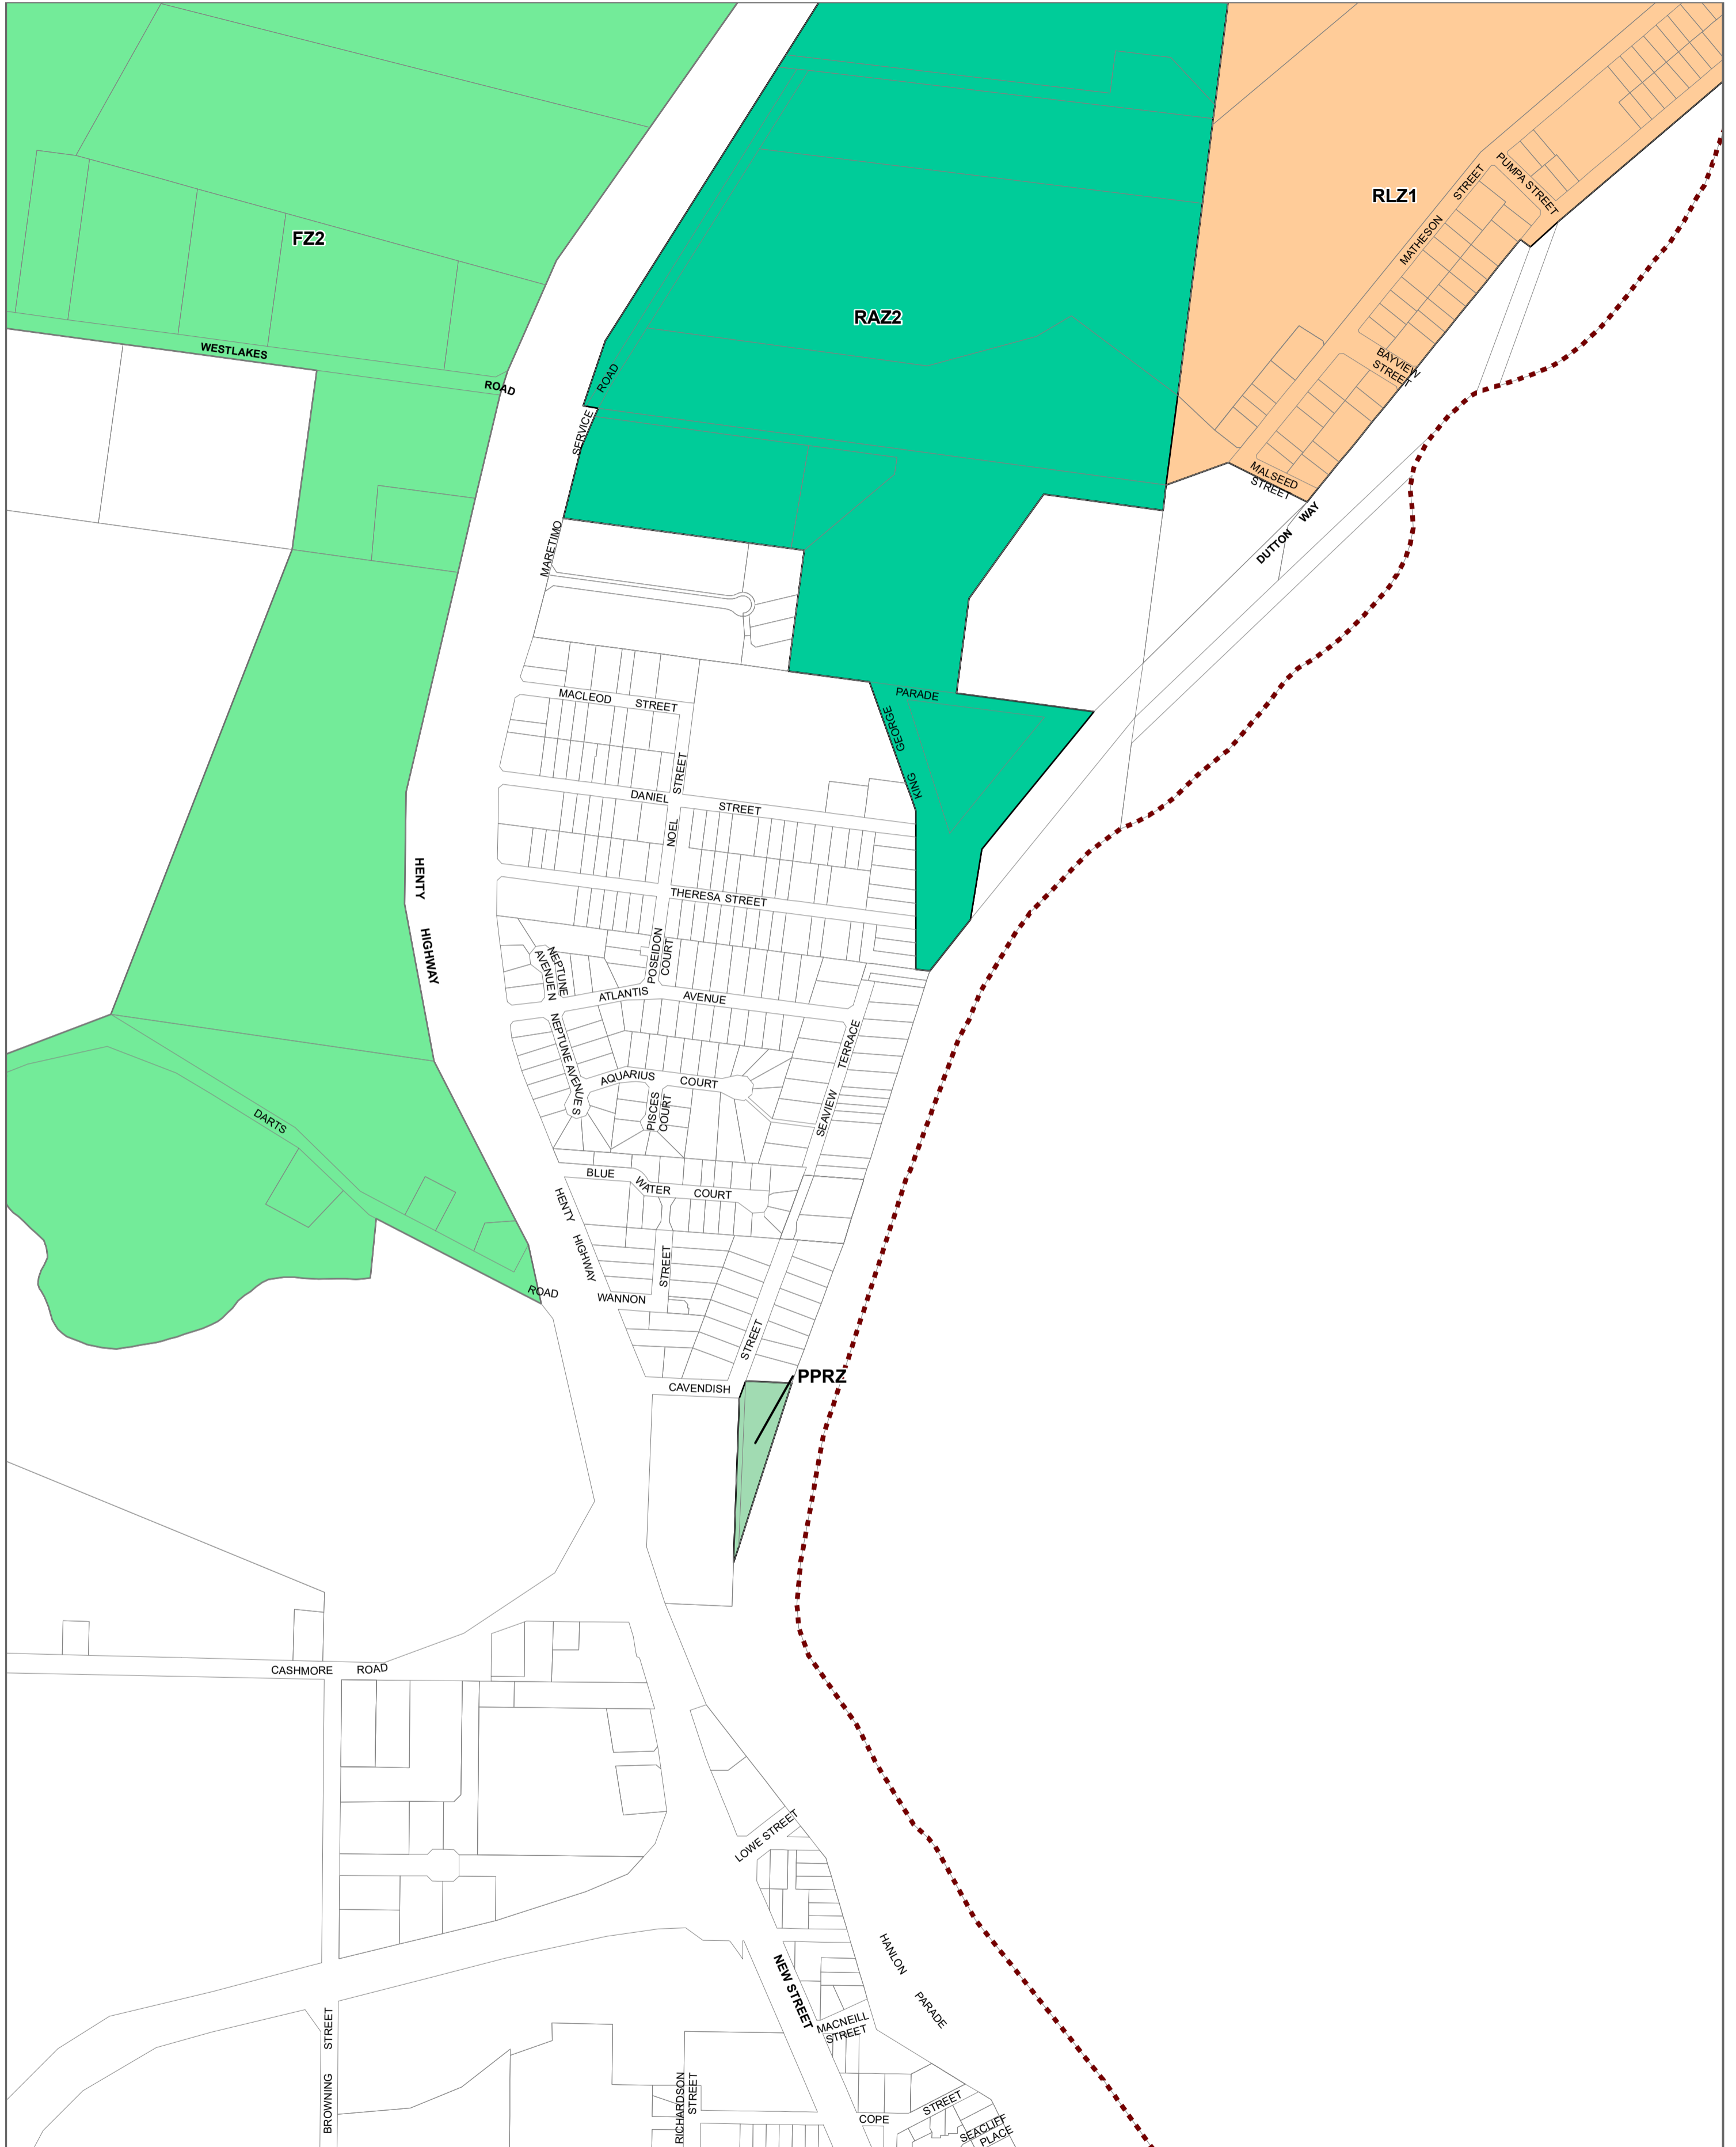 RLZ1
PUMPA STREET
STREET
MATHESON
FZ2
RAZ2
WESTLAKES
ROAD
ROAD
BAYVIEW
STREET
SERVICE
MALSEED
STREET
WAY
DUTTON
MARETIMO
PARADE
GEORGE
KING
MACLEOD STREET
STREET
DANIEL STREET
NOEL
HENTY
HIGHWAY
THERESA STREET
POSEIDON
COURT
NEPTUNE
AVENUE N
ATLANTIS AVENUE
NEPTUNE AVENUE S
TERRACE
SEAVIEW
AQUARIUS COURT
PISCES
COURT
DARTS
ROAD
BLUE
WATER COURT
HENTY
HIGHWAY
STREET
WANNON
STREET
PPRZ
CAVENDISH
CASHMORE ROAD
LOWE STREET
HANLON
PARADE
NEW STREET
MACNEILL
STREET
STREET
BROWNING
RICHARDSON
STREET
COPE
STREET
SEACLIFF
PLACE